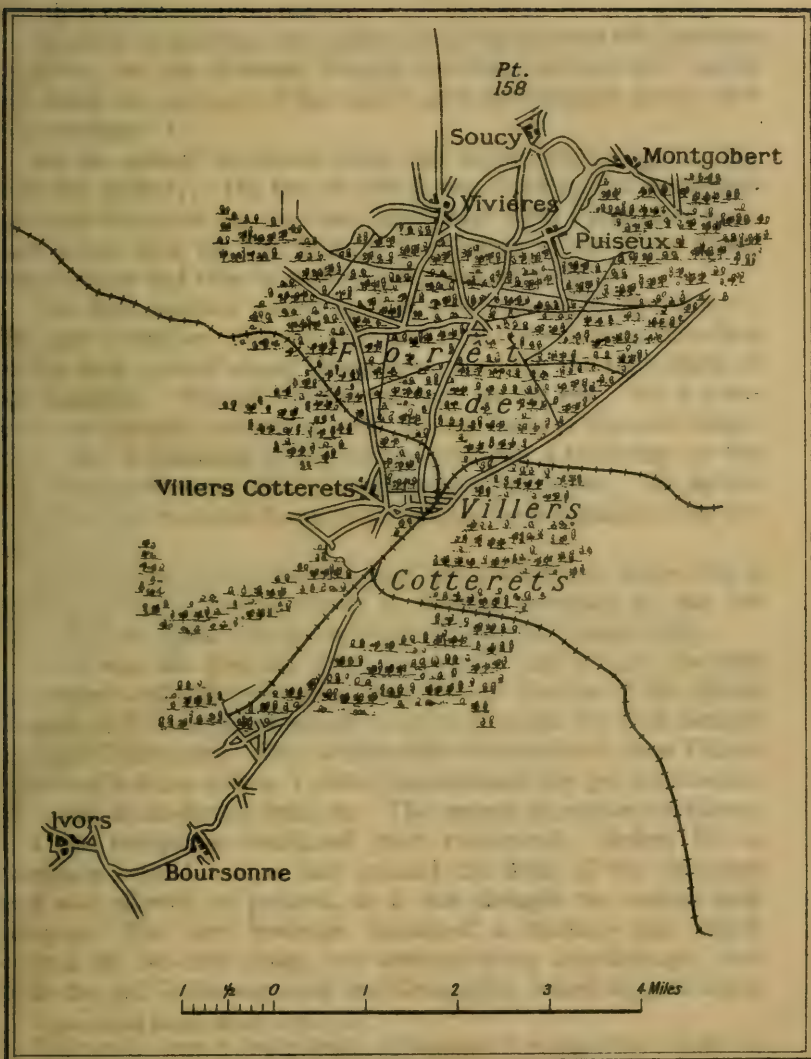 Pt.
158
Soucy
Montgobert
Viviéres
Puiseux
Forêt
de
Villers Cotterets
Villers
Cotterets
Ivors
Boursonne
1 ½ 0 1 2 3 4 Miles